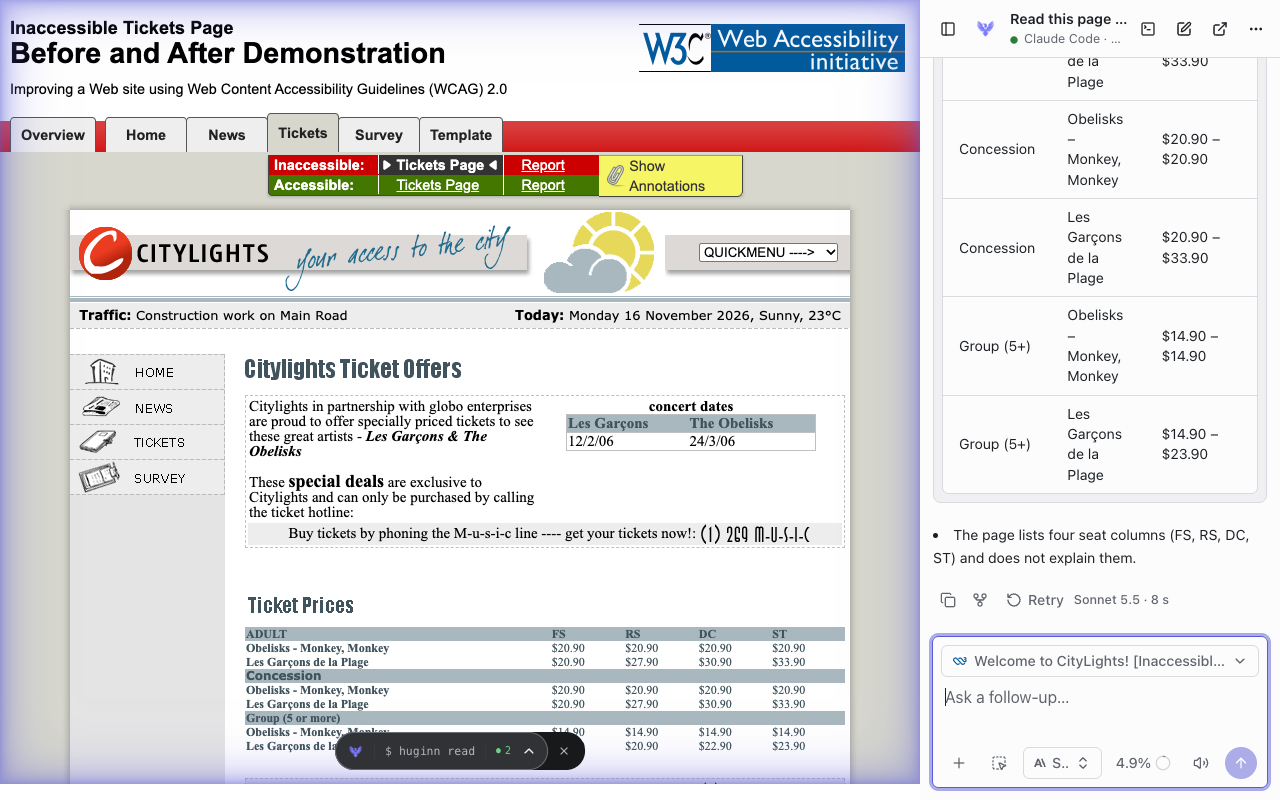 Inaccessible Tickets Page
Before and After Demonstration
Improving a Web site using Web Content Accessibility Guidelines (WCAG) 2.0
W3C® Web Accessibility initiative
Overview
Home
News
Tickets
Survey
Template
Inaccessible: Tickets Page Report
Accessible: Tickets Page Report
Show Annotations
CITYLIGHTS your access to the city
QUICKMENU ---->
Traffic: Construction work on Main Road
Today: Monday 16 November 2026, Sunny, 23°C
HOME
NEWS
TICKETS
SURVEY
Citylights Ticket Offers
Citylights in partnership with globo enterprises
are proud to offer specially priced tickets to see
these great artists - Les Garçons & The
Obelisks
These special deals are exclusive to
Citylights and can only be purchased by calling
the ticket hotline:
concert dates
Les Garçons The Obelisks
12/2/06 24/3/06
Buy tickets by phoning the M-u-s-i-c line ---- get your tickets now!: (1) 269 M-U-S-I-C
Ticket Prices
ADULT FS RS DC ST
Obelisks - Monkey, Monkey $20.90 $20.90 $20.90 $20.90
Les Garçons de la Plage $20.90 $27.90 $30.90 $33.90
Concession
Obelisks - Monkey, Monkey $20.90 $20.90 $20.90 $20.90
Les Garçons de la Plage $20.90 $27.90 $30.90 $33.90
Group (5 or more)
Obelisks - Monkey, Monkey $14.90 $14.90 $14.90 $14.90
Les Garçons de la $20.90 $22.90 $23.90
$ huginn read 2
Read this page ...
Claude Code · ...
de la
Plage
$33.90
Concession
Obelisks
–
Monkey,
Monkey
$20.90 –
$20.90
Concession
Les
Garçons
de la
Plage
$20.90 –
$33.90
Group (5+)
Obelisks
–
Monkey,
Monkey
$14.90 –
$14.90
Group (5+)
Les
Garçons
de la
Plage
$14.90 –
$23.90
• The page lists four seat columns (FS, RS, DC,
ST) and does not explain them.
Retry Sonnet 5.5 · 8 s
Welcome to CityLights! [Inaccessibl...
Ask a follow-up...
S..
4.9%